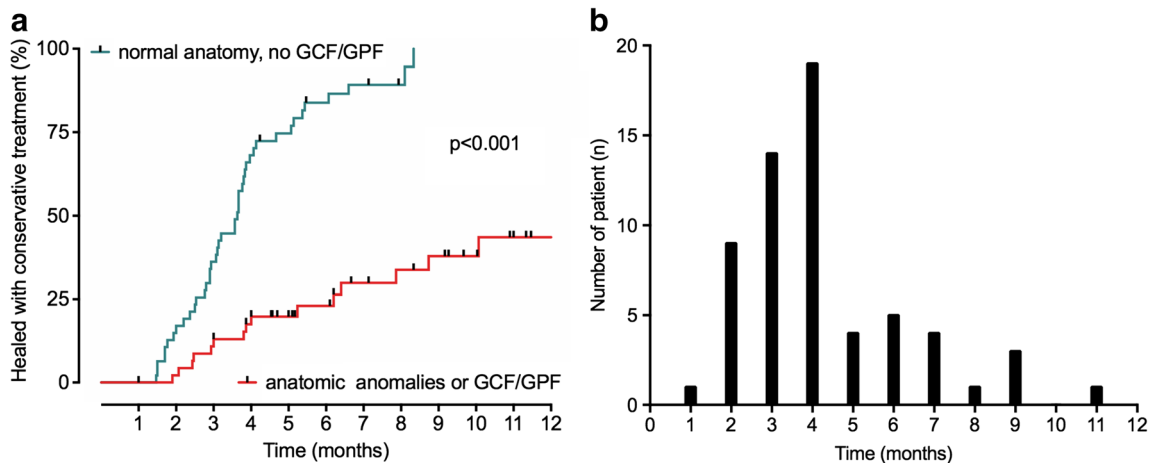 a
Healed with conservative treatment (%)
100
75
50
25
0
normal anatomy, no GCF/GPF
p<0.001
anatomic anomalies or GCF/GPF
1 2 3 4 5 6 7 8 9 10 11 12
Time (months)
b
Number of patient (n)
20
15
10
5
0
0 1 2 3 4 5 6 7 8 9 10 11 12
Time (months)